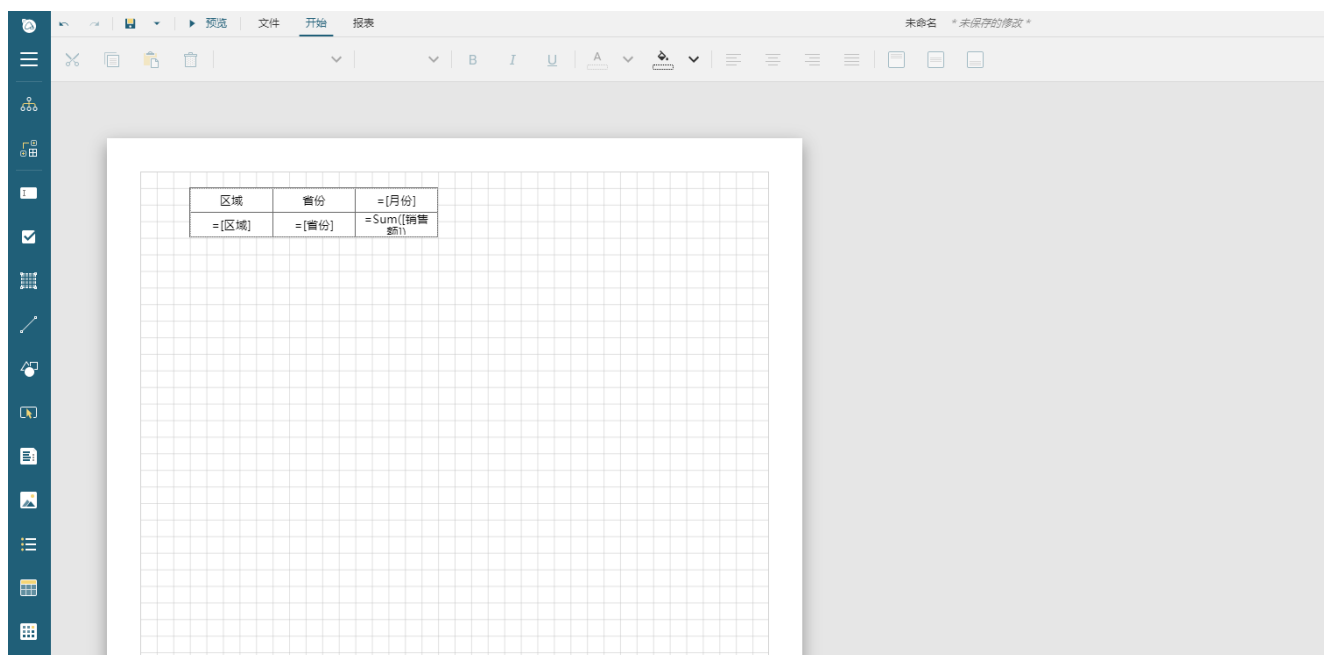 预览 文件 开始 报表 未命名 *未保存的修改*
B I U A
区域 省份 =[月份]
=[区域] =[省份] =Sum([销售
额])